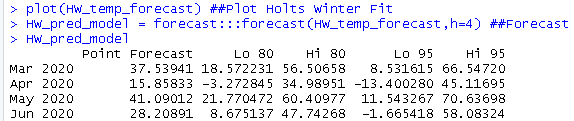 > plot(HW_temp_forecast) ##Plot Holts Winter Fit
> HW_pred_model = forecast:::forecast(HW_temp_forecast,h=4) ##Forecast
> HW_pred_model
         Point Forecast     Lo 80    Hi 80      Lo 95    Hi 95
Mar 2020       37.53941 18.572231 56.50658   8.531615 66.54720
Apr 2020       15.85833 -3.272845 34.98951 -13.400280 45.11695
May 2020       41.09012 21.770472 60.40977  11.543267 70.63698
Jun 2020       28.20891  8.675137 47.74268  -1.665418 58.08324